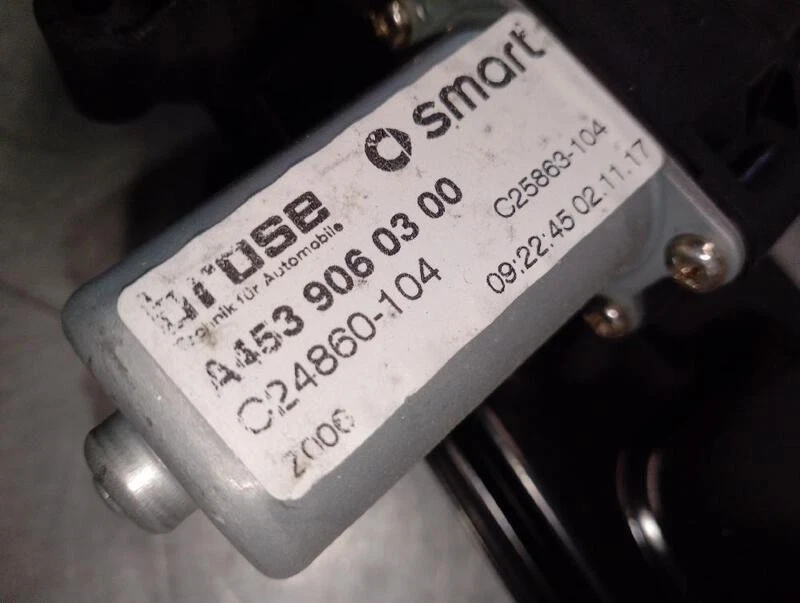 brose
Technik für Automobile
smart
A453 906 03 00
C25863-104
C24860-104
09:22:45 02.11.17
2006